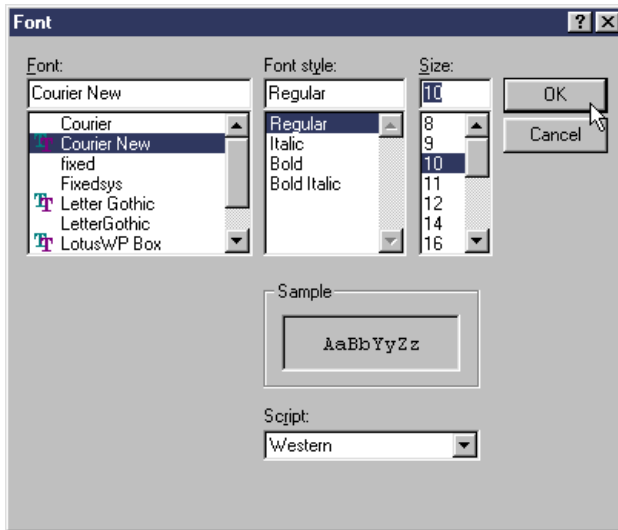 Font
Font:
Courier New
Courier
Courier New
fixed
Fixedsys
Letter Gothic
LetterGothic
LotusWP Box
Font style:
Regular
Regular
Italic
Bold
Bold Italic
Size:
10
8
9
10
11
12
14
16
OK
Cancel
Sample
AaBbYyZz
Script:
Western